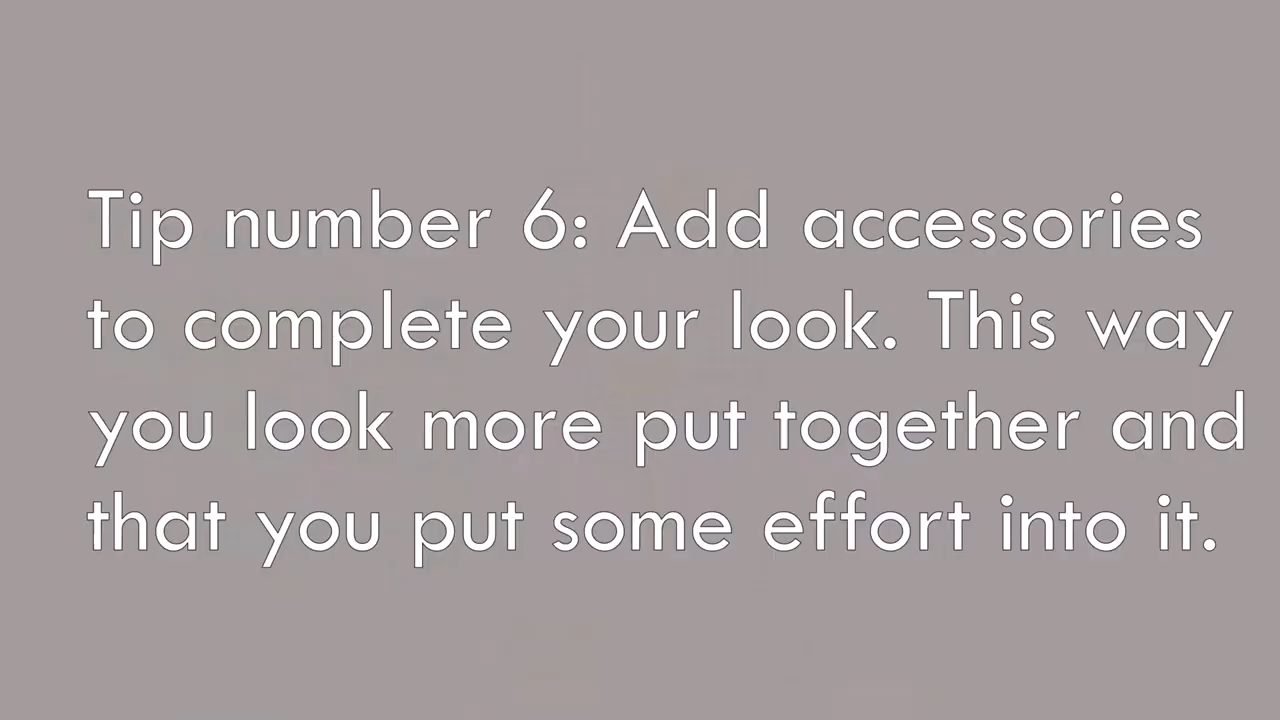 Tip number 6: Add accessories
to complete your look. This way
you look more put together and
that you put some effort into it.